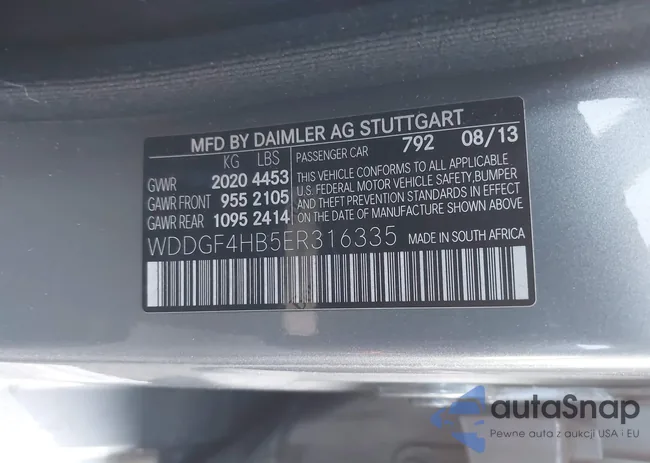 MFD BY DAIMLER AG STUTTGART
KG LBS
GVWR 2020 4453
GAWR FRONT 955 2105
GAWR REAR 1095 2414
PASSENGER CAR 792 08/13
THIS VEHICLE CONFORMS TO ALL APPLICABLE
U.S. FEDERAL MOTOR VEHICLE SAFETY,BUMPER
AND THEFT PREVENTION STANDARDS IN EFFECT
ON THE DATE OF MANUFACTURE SHOWN ABOVE.
WDDGF4HB5ER316335 MADE IN SOUTH AFRICA
autaSnap
Pewne auta z aukcji USA i EU